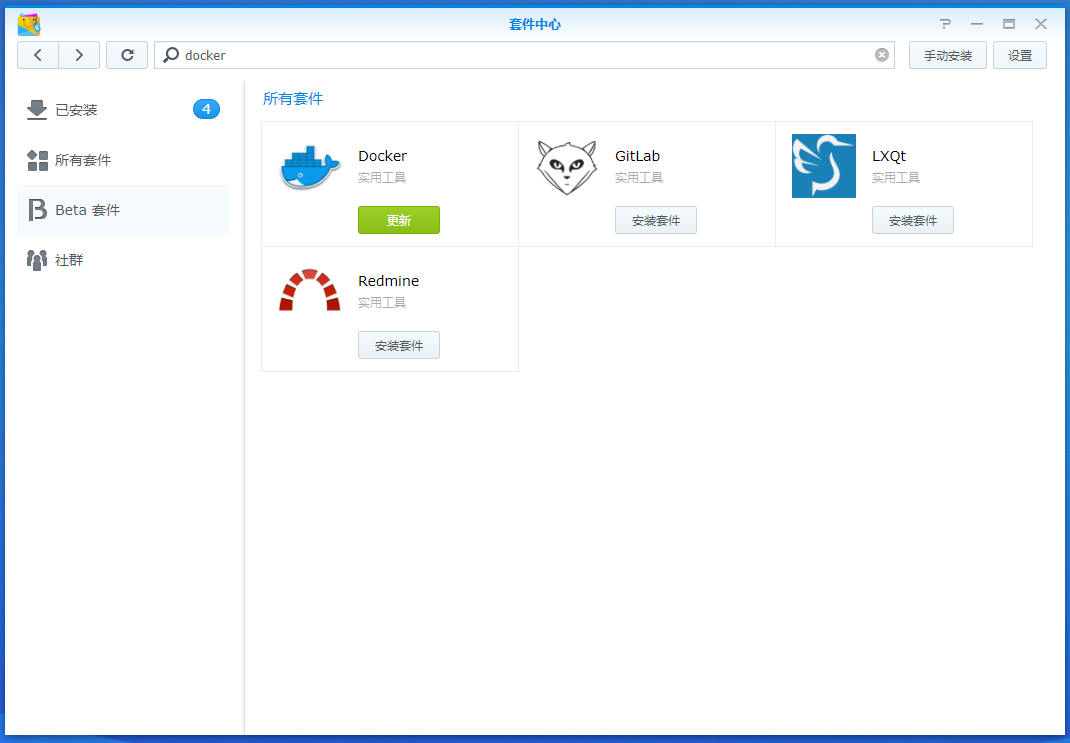 套件中心
docker
手动安装
设置
已安装
4
所有套件
Beta 套件
社群
所有套件
Docker
实用工具
更新
GitLab
实用工具
安装套件
LXQt
实用工具
安装套件
Redmine
实用工具
安装套件